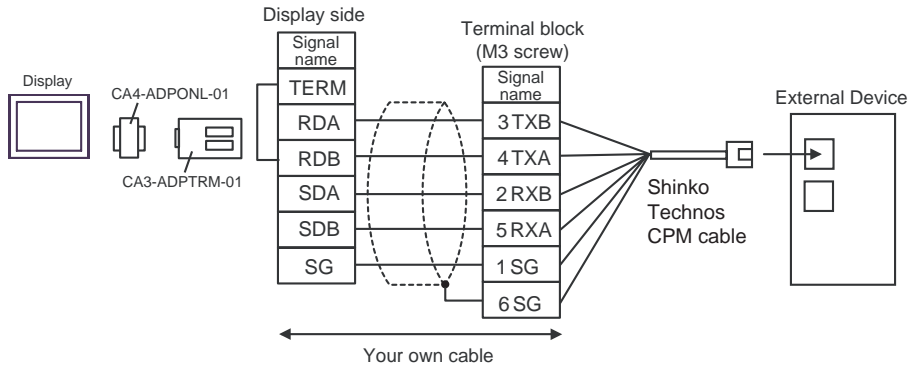 Display side
Signal
name
TERM
RDA
RDB
SDA
SDB
SG
Terminal block
(M3 screw)
Signal
name
3 TXB
4 TXA
2 RXB
5 RXA
1 SG
6 SG
Display
CA4-ADPONL-01
CA3-ADPTRM-01
Shinko
Technos
CPM cable
External Device
Your own cable